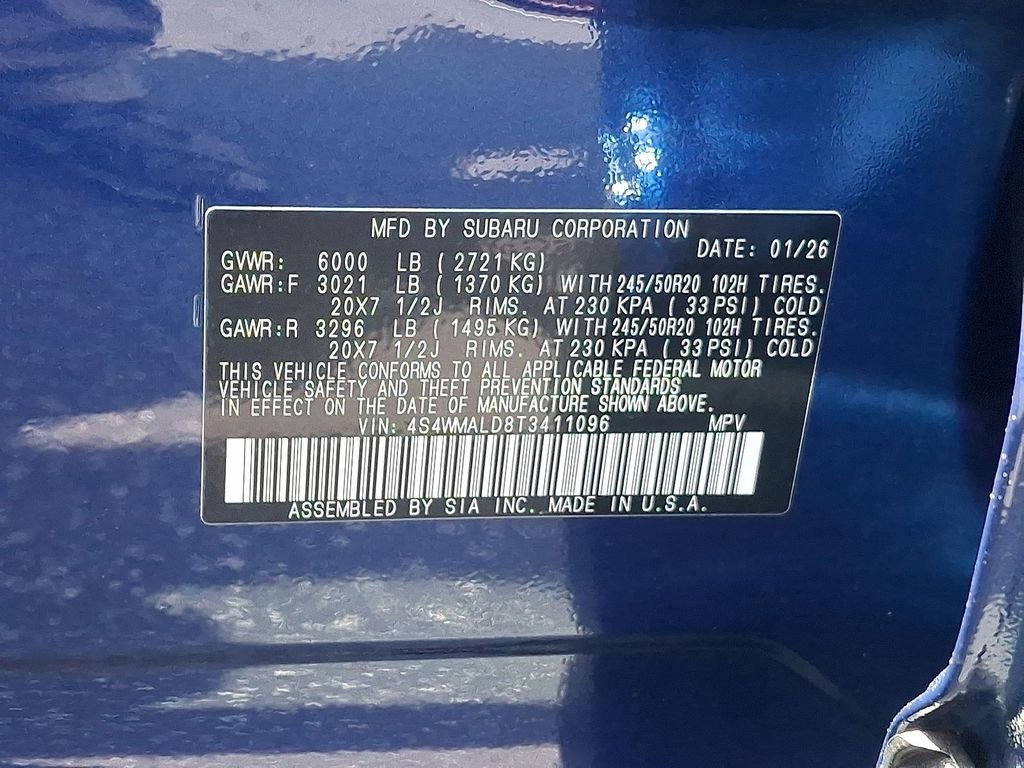 MFD BY SUBARU CORPORATION
DATE: 01/26
GVWR: 6000 LB ( 2721 KG)
GAWR:F 3021 LB ( 1370 KG) WITH 245/50R20 102H TIRES.
20X7 1/2J RIMS. AT 230 KPA ( 33 PSI) COLD
GAWR:R 3296 LB ( 1495 KG) WITH 245/50R20 102H TIRES.
20X7 1/2J RIMS. AT 230 KPA ( 33 PSI) COLD
THIS VEHICLE CONFORMS TO ALL APPLICABLE FEDERAL MOTOR
VEHICLE SAFETY AND THEFT PREVENTION STANDARDS
IN EFFECT ON THE DATE OF MANUFACTURE SHOWN ABOVE.
VIN: 4S4WMALD8T3411096 MPV
ASSEMBLED BY SIA INC. MADE IN U.S.A.